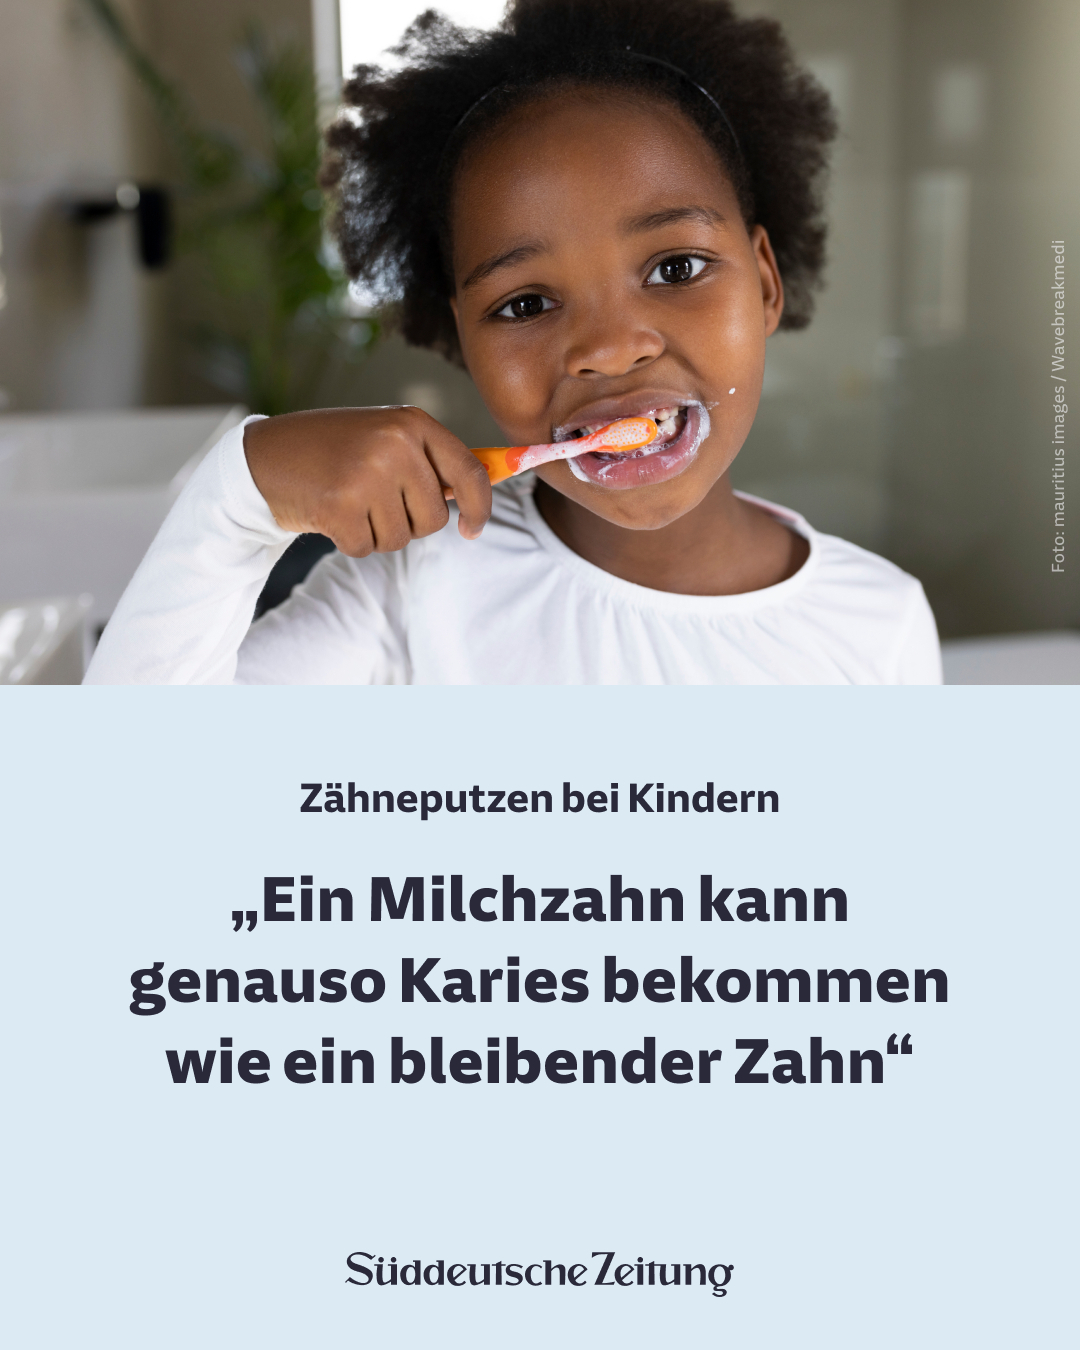 Foto: mauritius images / Wavebreakmedi
Zähneputzen bei Kindern
„Ein Milchzahn kann
genauso Karies bekommen
wie ein bleibender Zahn“
Süddeutsche Zeitung